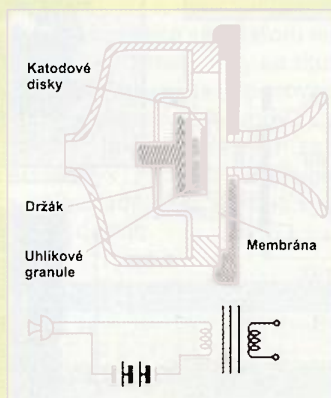 Katodové
disky
Držák
Uhlíkové
granule
Membrána